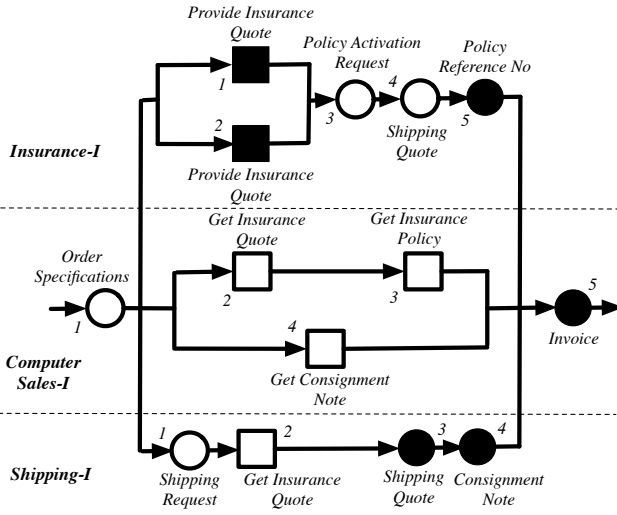 Provide Insurance
Quote
1
2
Provide Insurance
Quote
Policy Activation
Request
3
4
Shipping
Quote
Policy
Reference No
5
Insurance-I
Order
Specifications
1
Get Insurance
Quote
2
Get Insurance
Policy
3
4
Get Consignment
Note
5
Invoice
Computer
Sales-I
1
Shipping
Request
2
Get Insurance
Quote
Shipping
Quote
3
4
Consignment
Note
Shipping-I